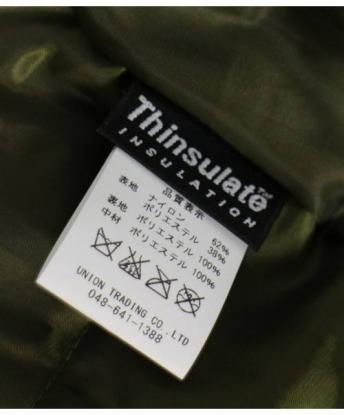 Thinsulate™
INSULATION
品質表示
表地 ナイロン 62%
ポリエステル 38%
表地 ポリエステル 100%
中材 ポリエステル 100%
UNION TRADING CO., LTD
048-641-1388